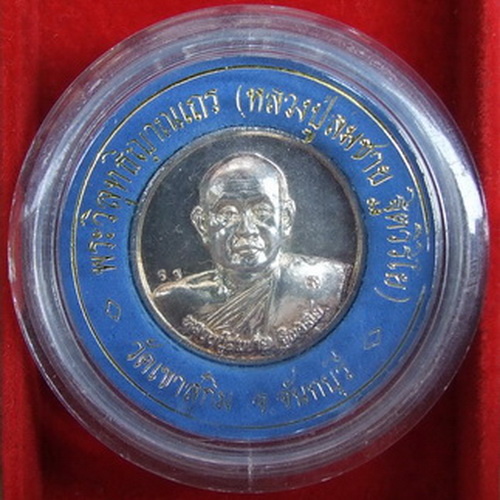 พระวิสุทธิญาณเถร (หลวงปู่สมชาย ฐิตวิริโย)
วัดเขาสุกิม จ.จันทบุรี